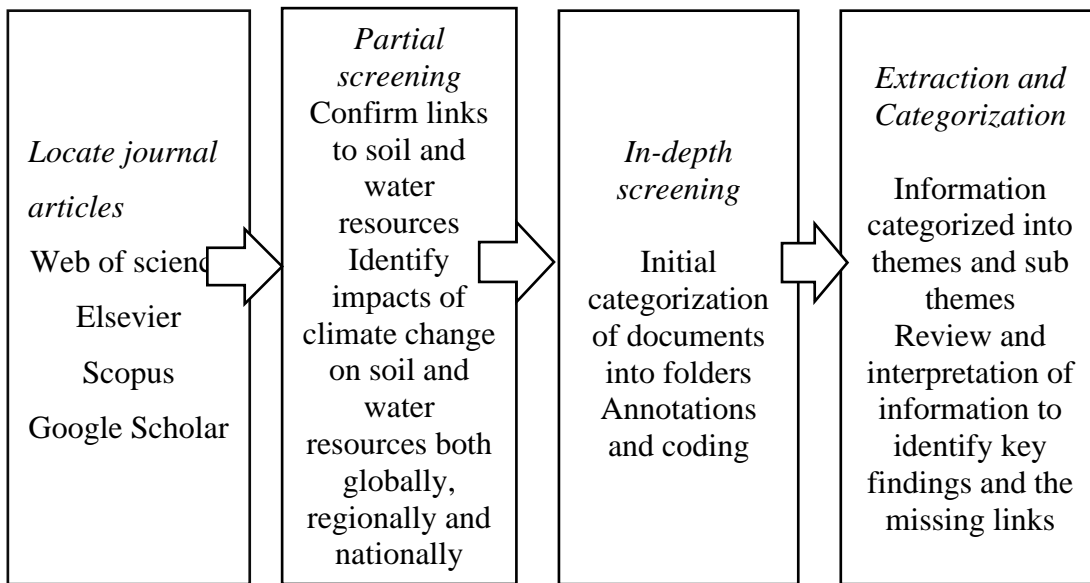 Locate journal
articles
Web of scienc
Elsevier
Scopus
Google Scholar
Partial
screening
Confirm links
to soil and
water
resources
Identify
impacts of
climate change
on soil and
water
resources both
globally,
regionally and
nationally
In-depth
screening
Initial
categorization
of documents
into folders
Annotations
and coding
Extraction and
Categorization
Information
categorized into
themes and sub
themes
Review and
interpretation of
information to
identify key
findings and the
missing links